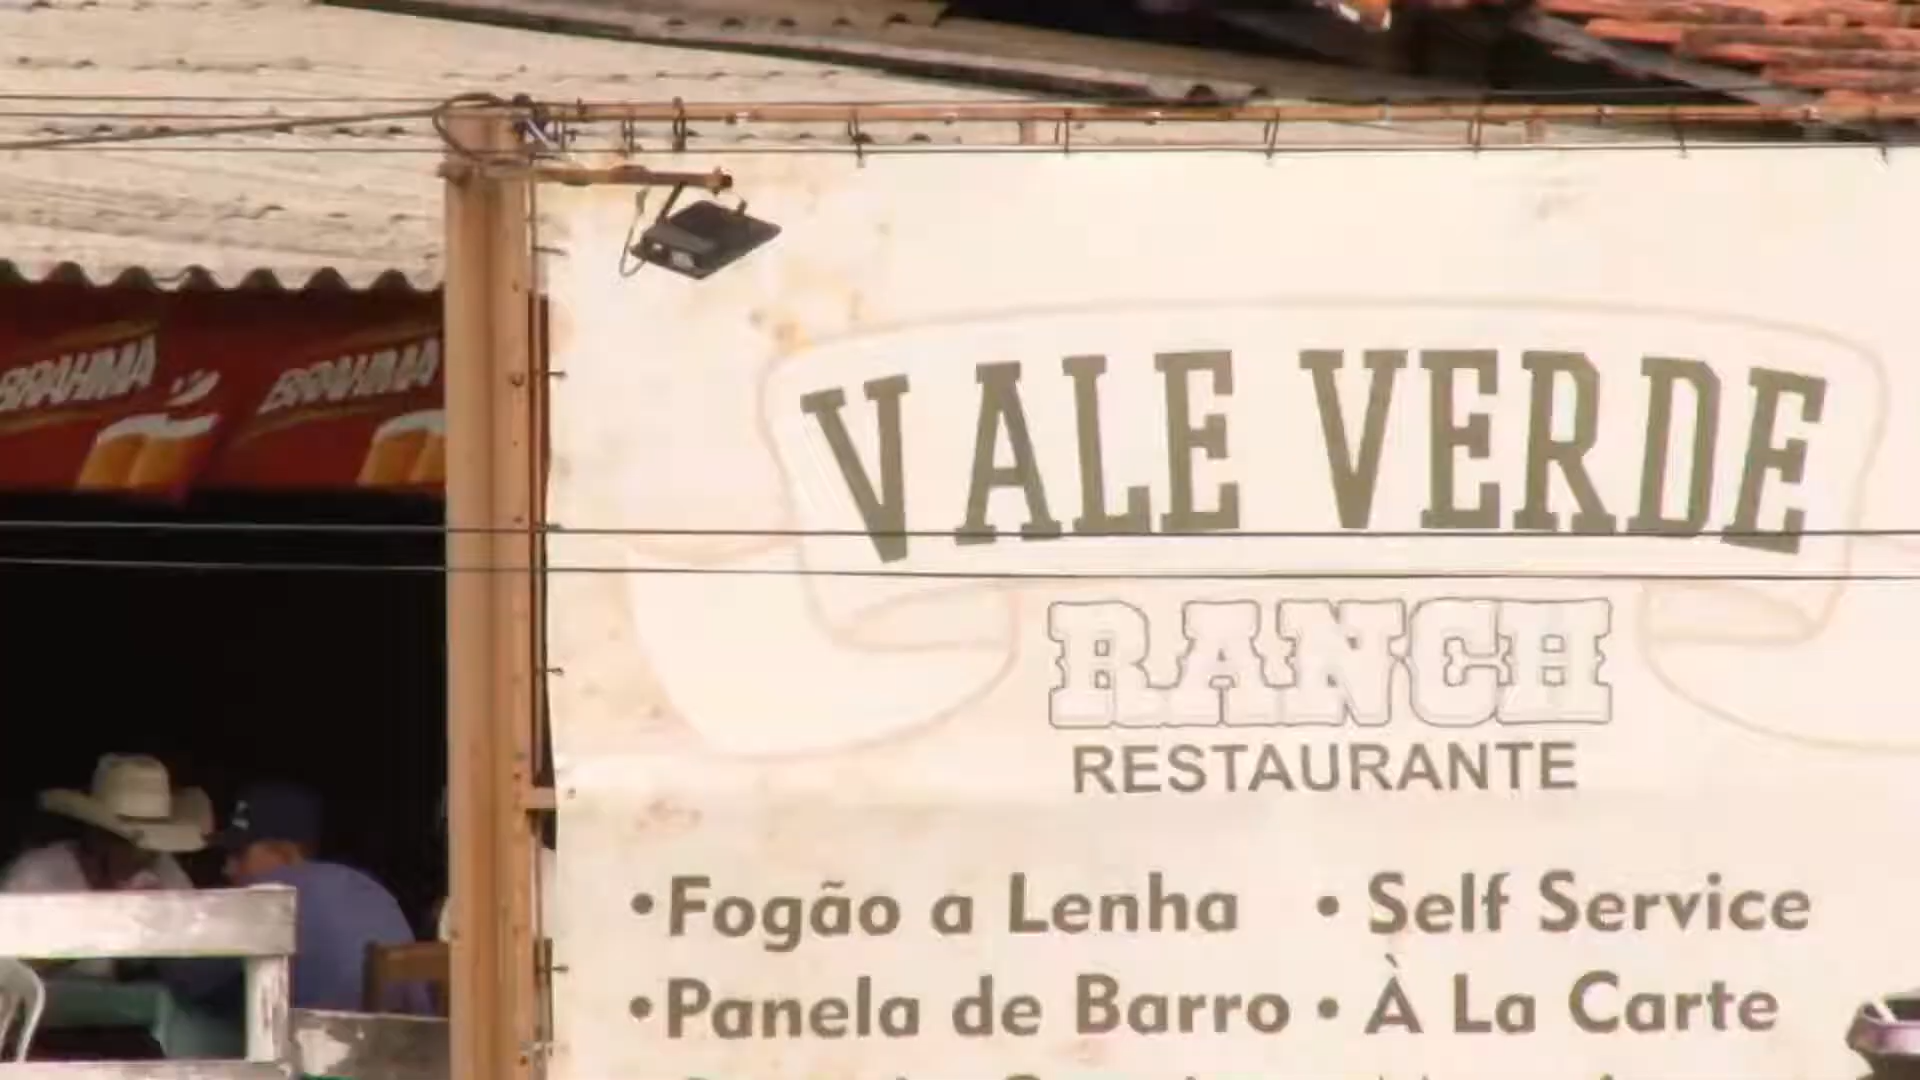 BRAHMA BRAHMA
VALE VERDE
RANCH
RESTAURANTE
•Fogão a Lenha • Self Service
•Panela de Barro • À La Carte